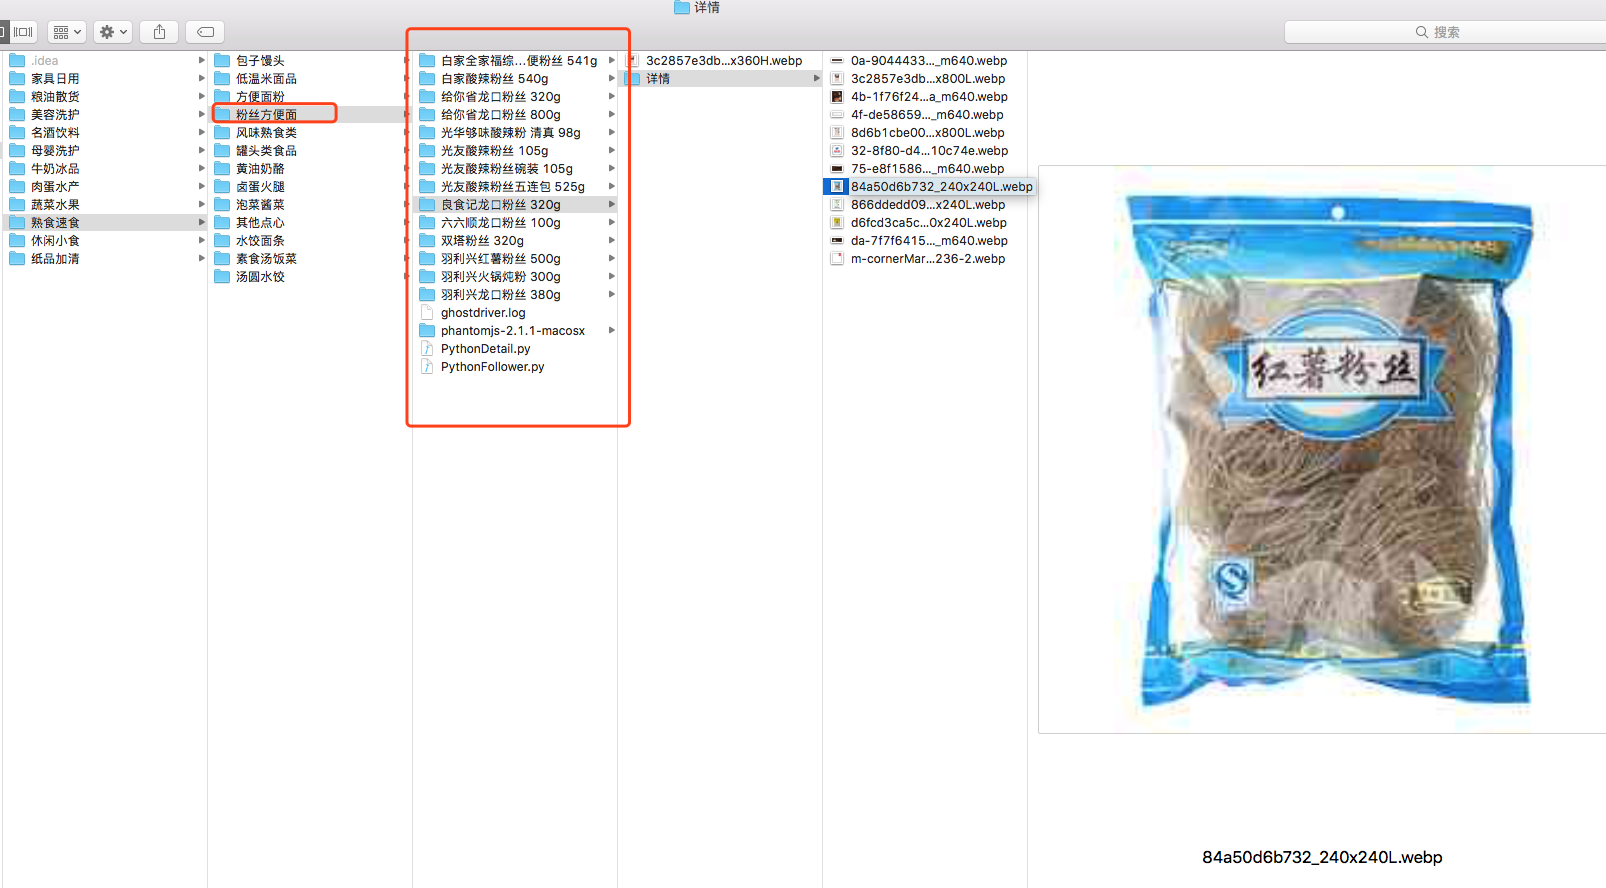 详情
搜索
.idea
家具日用
粮油散货
美容洗护
名酒饮料
母婴洗护
牛奶冰品
肉蛋水产
蔬菜水果
熟食速食
休闲小食
纸品加清
包子馒头
低温米面品
方便面粉
粉丝方便面
风味熟食类
罐头类食品
黄油奶酪
卤蛋火腿
泡菜酱菜
其他点心
水饺面条
素食汤饭菜
汤圆水饺
白家全家福综...便粉丝 541g
白家酸辣粉丝 540g
给你省龙口粉丝 320g
给你省龙口粉丝 800g
光华够味酸辣粉 清真 98g
光友酸辣粉丝 105g
光友酸辣粉丝碗装 105g
光友酸辣粉丝五连包 525g
良食记龙口粉丝 320g
六六顺龙口粉丝 100g
双塔粉丝 320g
羽利兴红薯粉丝 500g
羽利兴火锅炖粉 300g
羽利兴龙口粉丝 380g
ghostdriver.log
phantomjs-2.1.1-macosx
PythonDetail.py
PythonFollower.py
3c2857e3db...x360H.webp
详情
0a-9044433..._m640.webp
3c2857e3db...x800L.webp
4b-1f76f24...a_m640.webp
4f-de58659..._m640.webp
8d6b1cbe00...x800L.webp
32-8f80-d4...10c74e.webp
75-e8f1586..._m640.webp
84a50d6b732_240x240L.webp
866ddedd09...x240L.webp
d6fcd3ca5c...0x240L.webp
da-7f7f6415..._m640.webp
m-cornerMar...236-2.webp
红薯粉丝
84a50d6b732_240x240L.webp